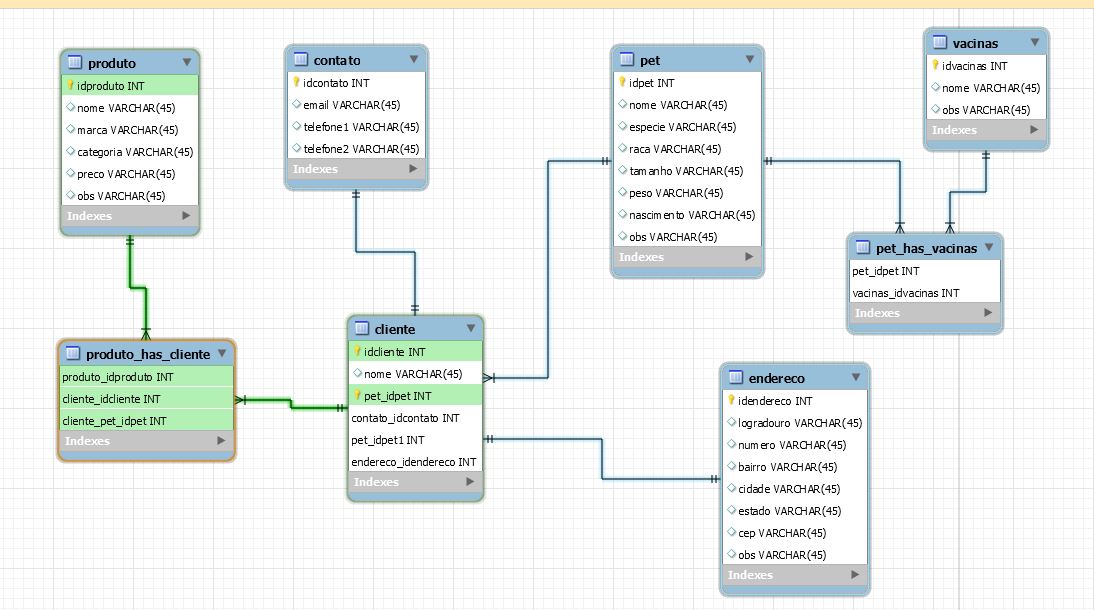 produto
idproduto INT
nome VARCHAR(45)
marca VARCHAR(45)
categoria VARCHAR(45)
preco VARCHAR(45)
obs VARCHAR(45)
Indexes
contato
idcontato INT
email VARCHAR(45)
telefone1 VARCHAR(45)
telefone2 VARCHAR(45)
Indexes
pet
idpet INT
nome VARCHAR(45)
especie VARCHAR(45)
raca VARCHAR(45)
tamanho VARCHAR(45)
peso VARCHAR(45)
nascimento VARCHAR(45)
obs VARCHAR(45)
Indexes
vacinas
idvacinas INT
nome VARCHAR(45)
obs VARCHAR(45)
Indexes
pet_has_vacinas
pet_idpet INT
vacinas_idvacinas INT
Indexes
produto_has_cliente
produto_idproduto INT
cliente_idcliente INT
cliente_pet_idpet INT
Indexes
cliente
idcliente INT
nome VARCHAR(45)
pet_idpet INT
contato_idcontato INT
pet_idpet1 INT
endereco_idendereco INT
Indexes
endereco
idendereco INT
logradouro VARCHAR(45)
numero VARCHAR(45)
bairro VARCHAR(45)
cidade VARCHAR(45)
estado VARCHAR(45)
cep VARCHAR(45)
obs VARCHAR(45)
Indexes